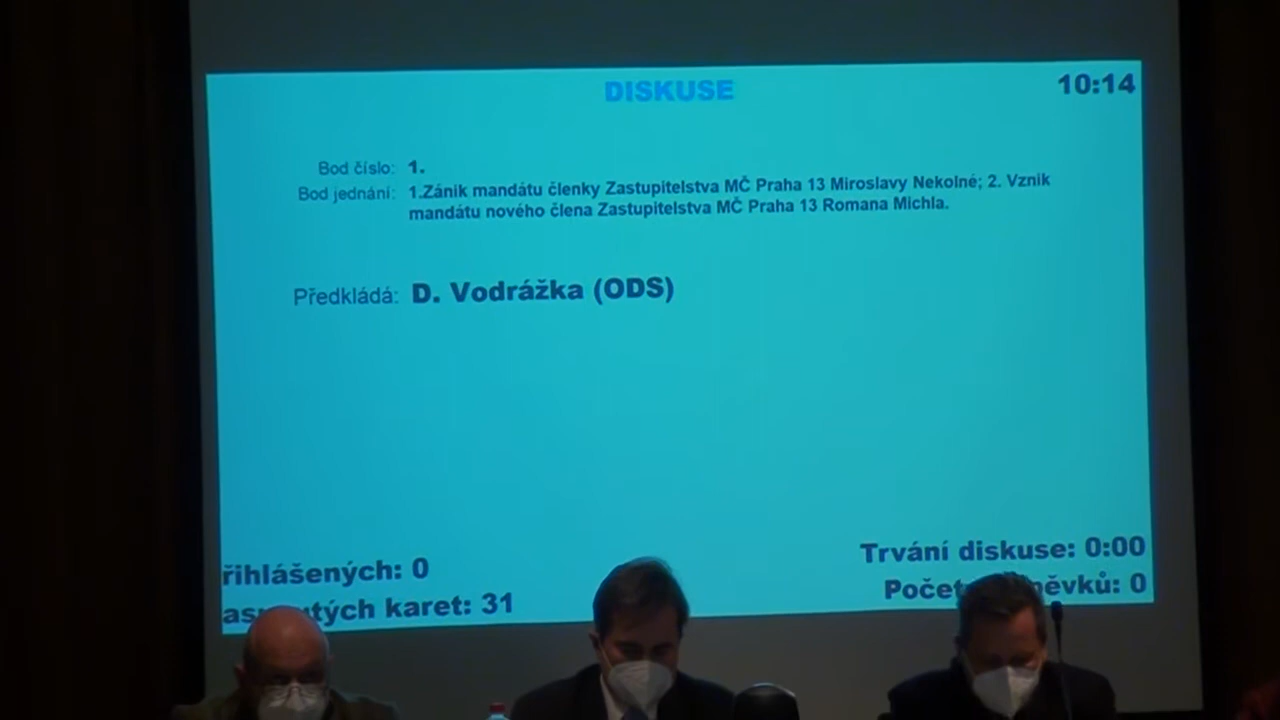 DISKUSE
10:14
Bod číslo: 1.
Bod jednání: 1.Zánik mandátu členky Zastupitelstva MČ Praha 13 Miroslavy Nekolné; 2. Vznik
mandátu nového člena Zastupitelstva MČ Praha 13 Romana Michla.
Předkládá: D. Vodrážka (ODS)
řihlášených: 0
Trvání diskuse: 0:00
karet: 31
Počet : 0